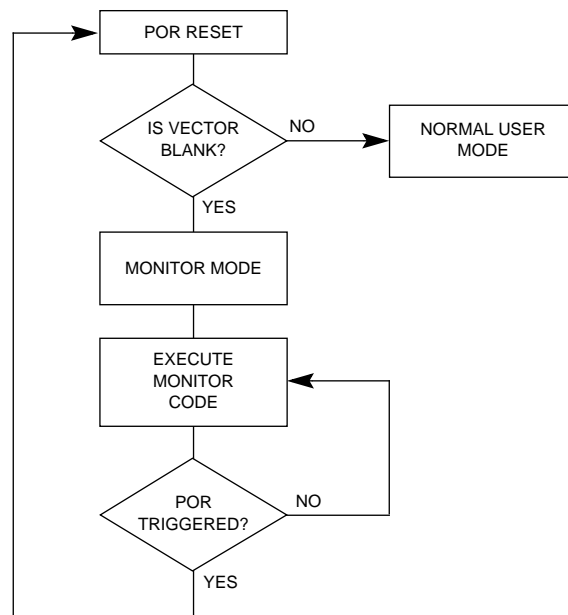 POR RESET
IS VECTOR
BLANK?
NO
NORMAL USER
MODE
YES
MONITOR MODE
EXECUTE
MONITOR
CODE
POR
TRIGGERED?
NO
YES